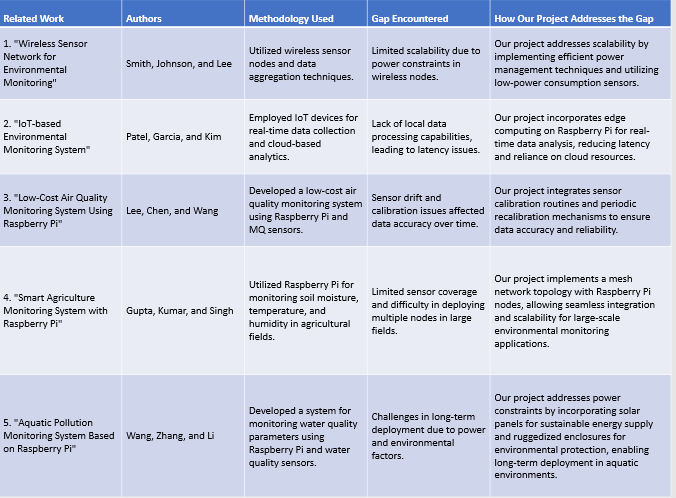 Related Work
Authors
Methodology Used
Gap Encountered
How Our Project Addresses the Gap
1. "Wireless Sensor
Network for
Environmental
Monitoring"
Smith, Johnson, and Lee
Utilized wireless sensor
nodes and data
aggregation techniques.
Limited scalability due to
power constraints in
wireless nodes.
Our project addresses scalability by
implementing efficient power
management techniques and utilizing
low-power consumption sensors.
2. "IoT-based
Environmental
Monitoring System"
Patel, Garcia, and Kim
Employed IoT devices for
real-time data collection
and cloud-based
analytics.
Lack of local data
processing capabilities,
leading to latency issues.
Our project incorporates edge
computing on Raspberry Pi for real-
time data analysis, reducing latency
and reliance on cloud resources.
3. "Low-Cost Air Quality
Monitoring System Using
Raspberry Pi"
Lee, Chen, and Wang
Developed a low-cost air
quality monitoring system
using Raspberry Pi and
MQ sensors.
Sensor drift and
calibration issues affected
data accuracy over time.
Our project integrates sensor
calibration routines and periodic
recalibration mechanisms to ensure
data accuracy and reliability.
4. "Smart Agriculture
Monitoring System with
Raspberry Pi"
Gupta, Kumar, and Singh
Utilized Raspberry Pi for
monitoring soil moisture,
temperature, and
humidity in agricultural
fields.
Limited sensor coverage
and difficulty in deploying
multiple nodes in large
fields.
Our project implements a mesh
network topology with Raspberry Pi
nodes, allowing seamless integration
and scalability for large-scale
environmental monitoring
applications.
5. "Aquatic Pollution
Monitoring System Based
on Raspberry Pi"
Wang, Zhang, and Li
Developed a system for
monitoring water quality
parameters using
Raspberry Pi and water
quality sensors.
Challenges in long-term
deployment due to power
and environmental
factors.
Our project addresses power
constraints by incorporating solar
panels for sustainable energy supply
and ruggedized enclosures for
environmental protection, enabling
long-term deployment in aquatic
environments.